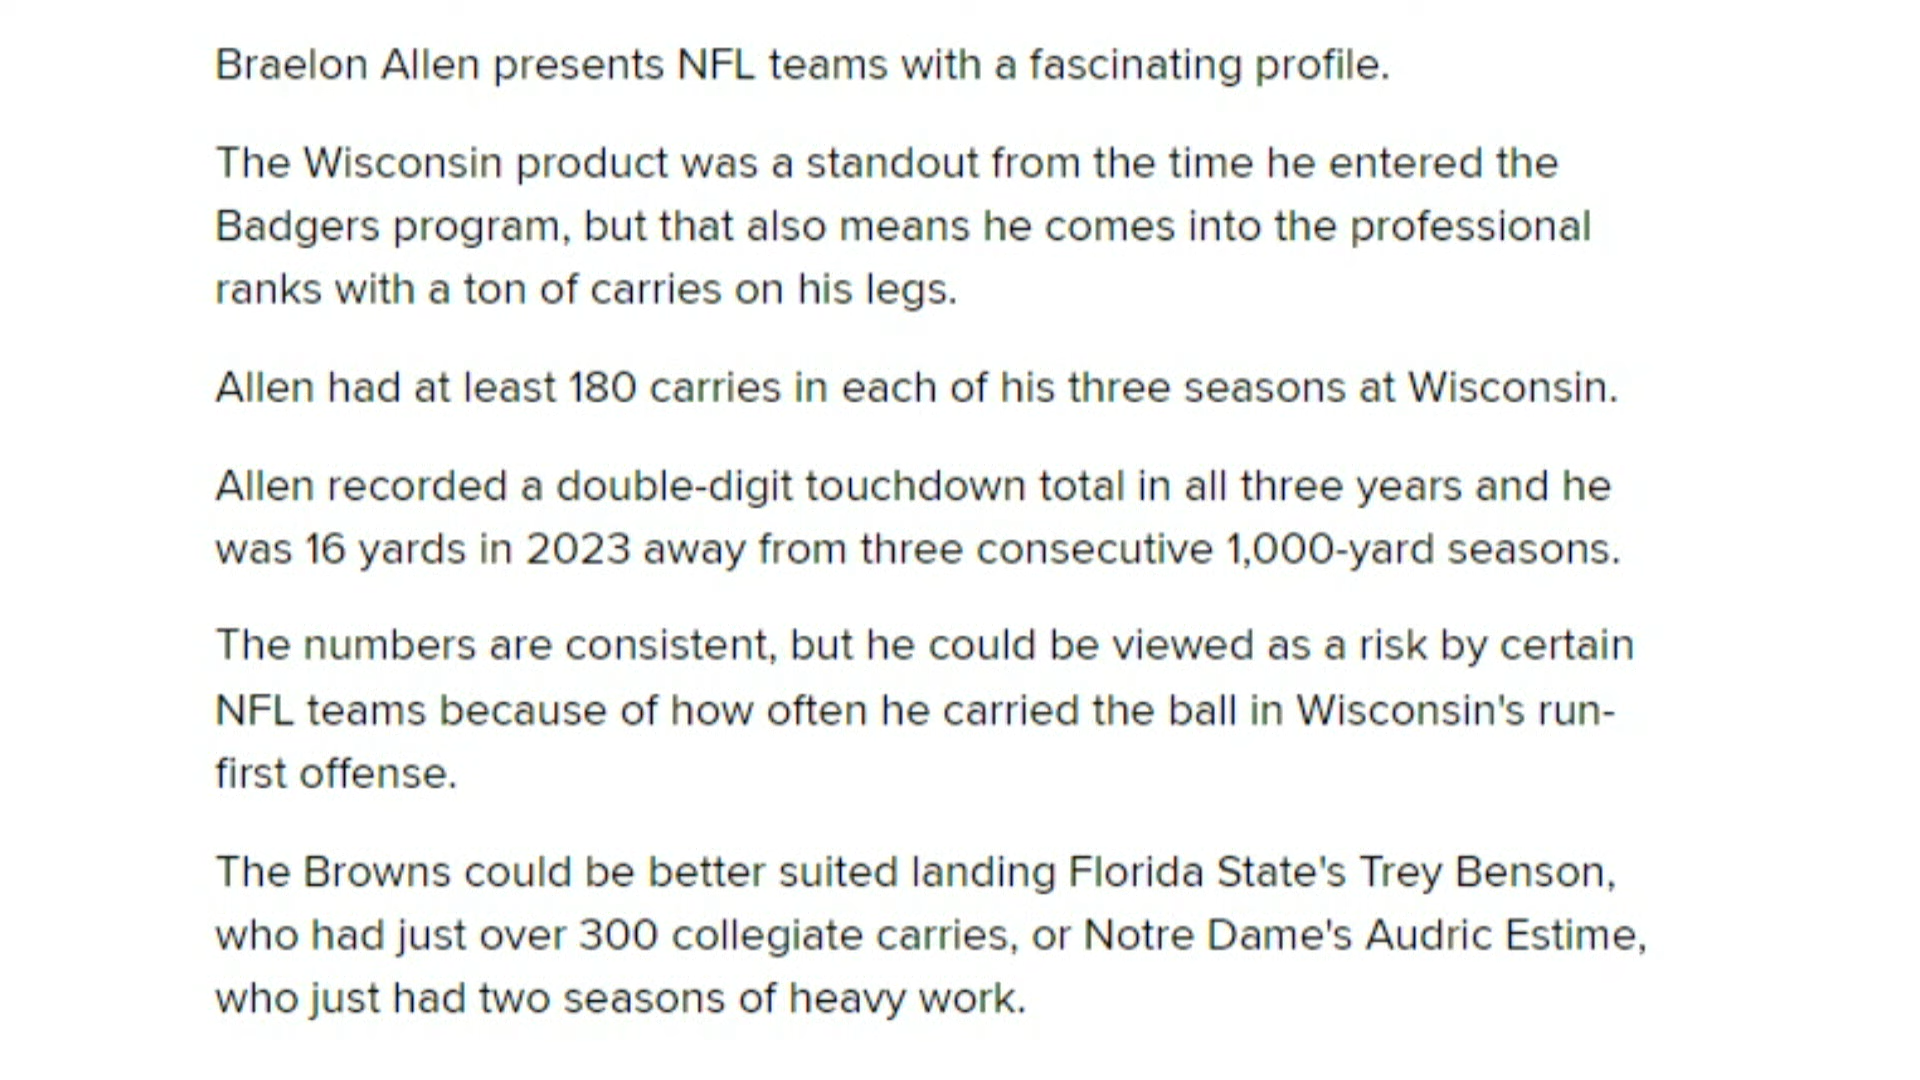 Braelon Allen presents NFL teams with a fascinating profile.
The Wisconsin product was a standout from the time he entered the
Badgers program, but that also means he comes into the professional
ranks with a ton of carries on his legs.
Allen had at least 180 carries in each of his three seasons at Wisconsin.
Allen recorded a double-digit touchdown total in all three years and he
was 16 yards in 2023 away from three consecutive 1,000-yard seasons.
The numbers are consistent, but he could be viewed as a risk by certain
NFL teams because of how often he carried the ball in Wisconsin's run-
first offense.
The Browns could be better suited landing Florida State's Trey Benson,
who had just over 300 collegiate carries, or Notre Dame's Audric Estime,
who just had two seasons of heavy work.